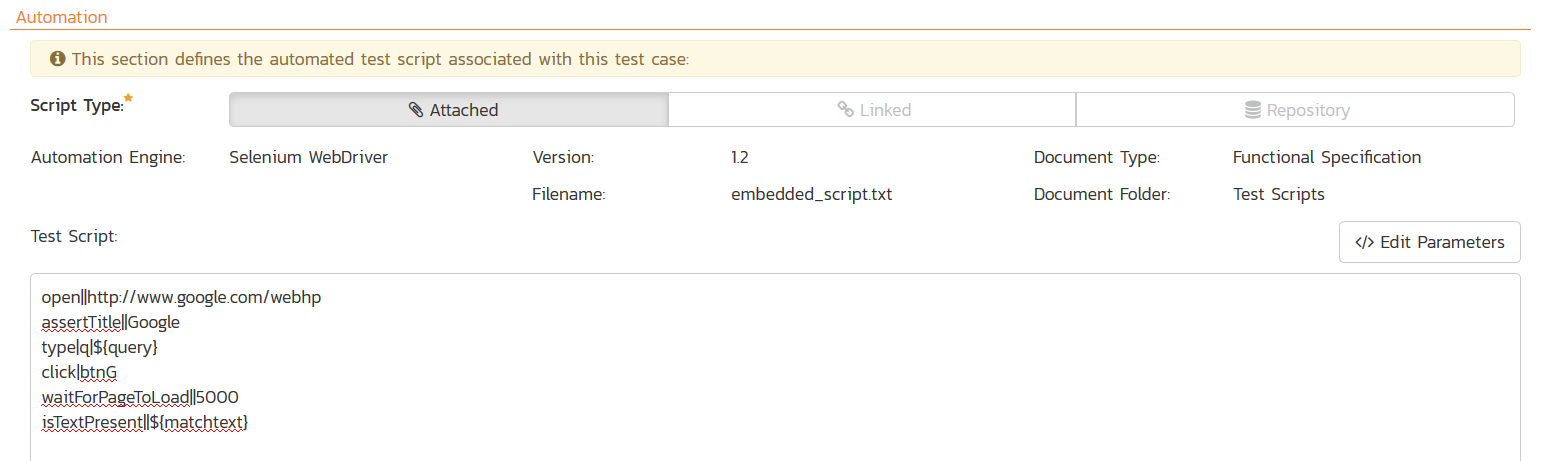 Automation
This section defines the automated test script associated with this test case:
Script Type:
Attached
Linked
Repository
Automation Engine: Selenium WebDriver Version: 1.2 Document Type: Functional Specification
Filename: embedded_script.txt Document Folder: Test Scripts
Test Script:
</> Edit Parameters
open||http://www.google.com/webhp
assertTitle||Google
type|q|${query}
click|btnG
waitForPageToLoad||5000
isTextPresent||${matchtext}